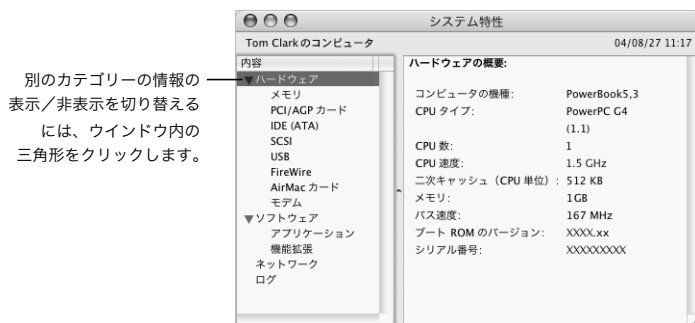 システム特性
Tom Clarkのコンピュータ
04/08/27 11:17
別のカテゴリーの情報の
表示／非表示を切り替える
には、ウインドウ内の
三角形をクリックします。
内容
ハードウェア
メモリ
PCI/AGP カード
IDE (ATA)
SCSI
USB
FireWire
AirMac カード
モデム
ソフトウェア
アプリケーション
機能拡張
ネットワーク
ログ
ハードウェアの概要:
コンピュータの機種: PowerBook5,3
CPU タイプ: PowerPC G4
(1.1)
CPU 数: 1
CPU 速度: 1.5 GHz
二次キャッシュ（CPU 単位）: 512 KB
メモリ: 1GB
バス速度: 167 MHz
ブート ROM のバージョン: XXXX.xx
シリアル番号: XXXXXXXXX